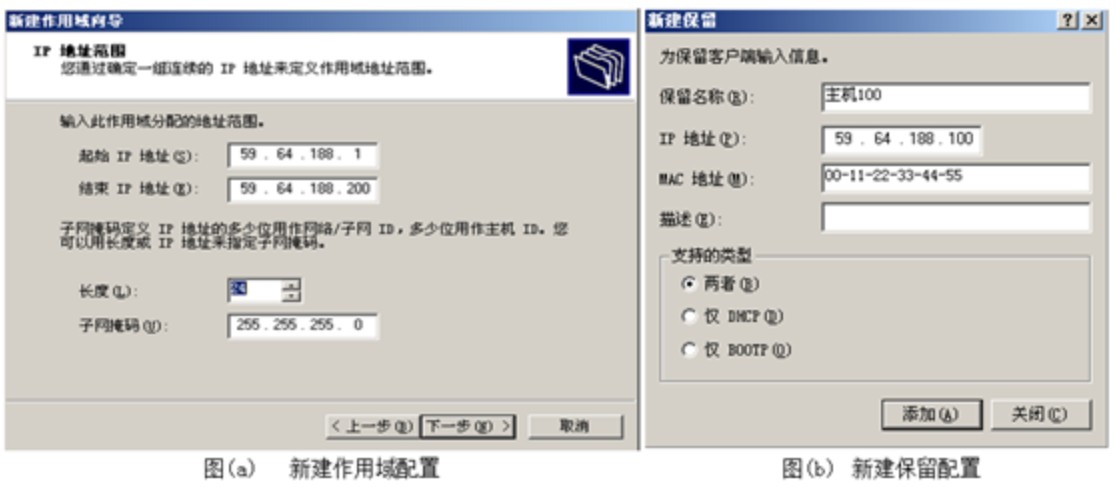 新建作用域向导
IP 地址范围
您通过确定一组连续的 IP 地址来定义作用域地址范围。
输入此作用域分配的地址范围。
起始 IP 地址(S): 59 . 64 .188 . 1
结束 IP 地址(E): 59 . 64 .188 .200
子网掩码定义 IP 地址的多少位用作网络/子网 ID,多少位用作主机 ID。您
可以用长度或 IP 地址来指定子网掩码。
长度(L): 24
子网掩码(U): 255.255.255. 0
< 上一步(B) 下一步(N) > 取消
图(a) 新建作用域配置
新建保留
为保留客户端输入信息。
保留名称(R): 主机100
IP 地址(P): 59 . 64 .188 .100
MAC 地址(M): 00-11-22-33-44-55
描述(E):
支持的类型
两者(B)
仅 DHCP(D)
仅 BOOTP(O)
添加(A) 关闭(C)
图(b) 新建保留配置